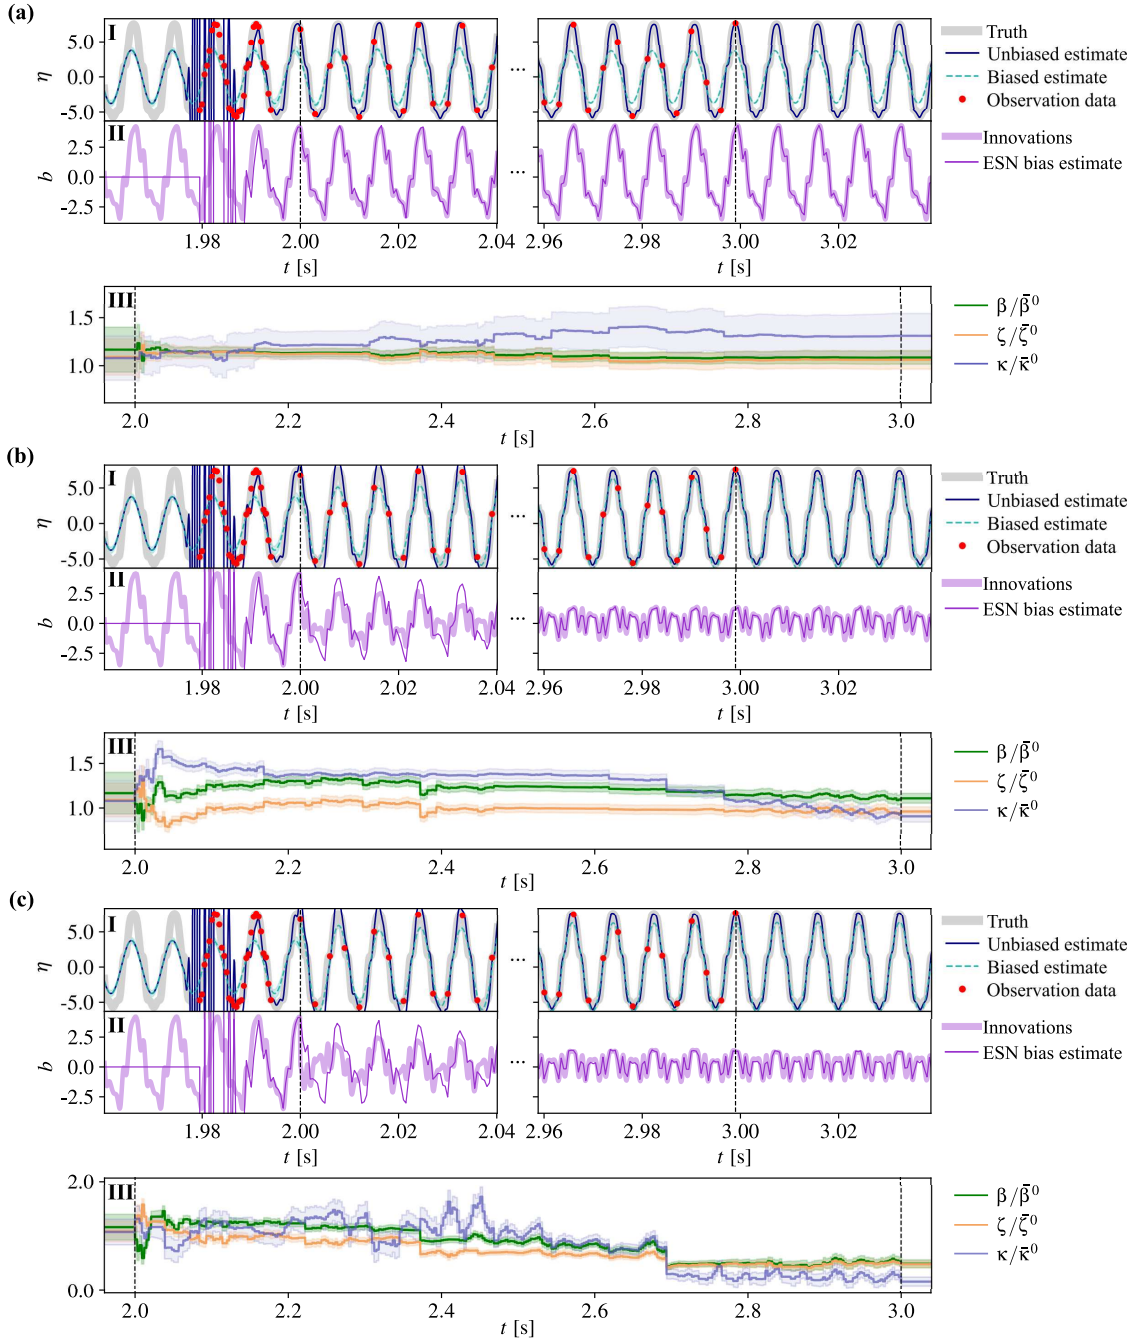 (a)
I
5.0
0.0
−5.0
η
...
Truth
Unbiased estimate
Biased estimate
Observation data
II
2.5
0.0
−2.5
b
...
Innovations
ESN bias estimate
1.98 2.00 2.02 2.04
2.96 2.98 3.00 3.02
t [s]
t [s]
III
1.5
1.0
β/β̄⁰
ζ/ζ̄⁰
κ/κ̄⁰
2.0 2.2 2.4 2.6 2.8 3.0
t [s]
(b)
I
5.0
0.0
−5.0
η
...
Truth
Unbiased estimate
Biased estimate
Observation data
II
2.5
0.0
−2.5
b
...
Innovations
ESN bias estimate
1.98 2.00 2.02 2.04
2.96 2.98 3.00 3.02
t [s]
t [s]
III
1.5
1.0
β/β̄⁰
ζ/ζ̄⁰
κ/κ̄⁰
2.0 2.2 2.4 2.6 2.8 3.0
t [s]
(c)
I
5.0
0.0
−5.0
η
...
Truth
Unbiased estimate
Biased estimate
Observation data
II
2.5
0.0
−2.5
b
...
Innovations
ESN bias estimate
1.98 2.00 2.02 2.04
2.96 2.98 3.00 3.02
t [s]
t [s]
III
2.0
0.0
β/β̄⁰
ζ/ζ̄⁰
κ/κ̄⁰
2.0 2.2 2.4 2.6 2.8 3.0
t [s]